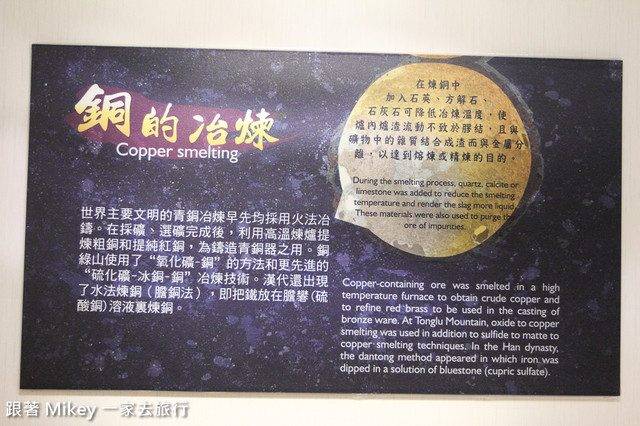 銅的冶煉
Copper smelting
世界主要文明的青銅冶煉早先均採用火法冶
鑄。在採礦、選礦完成後，利用高溫煉爐提
煉粗銅和提純紅銅，為鑄造青銅器之用。銅
綠山使用了“氧化礦-銅”的方法和更先進的
“硫化礦-冰銅-銅”冶煉技術。漢代還出現
了水法煉銅（膽銅法），即把鐵放在膽礬(硫
酸銅)溶液裏煉銅。
在煉銅中
加入石英、方解石、
石灰石可降低冶煉溫度，使
爐內爐渣流動不致於膠結，且與
礦物中的雜質結合成渣而與金屬分
離，以達到熔煉或精煉的目的。
During the smelting process, quartz, calcite or
limestone was added to reduce the smelting
temperature and render the slag more liquid.
These materials were also used to purge the
ore of impurities.
Copper-containing ore was smelted in a high
temperature furnace to obtain crude copper and
to refine red brass to be used in the casting of
bronze ware. At Tonglu Mountain, oxide to copper
smelting was used in addition to sulfide to matte to
copper smelting techniques. In the Han dynasty,
the dantong method appeared in which iron was
dipped in a solution of bluestone (cupric sulfate).
跟著 Mikey 一家去旅行